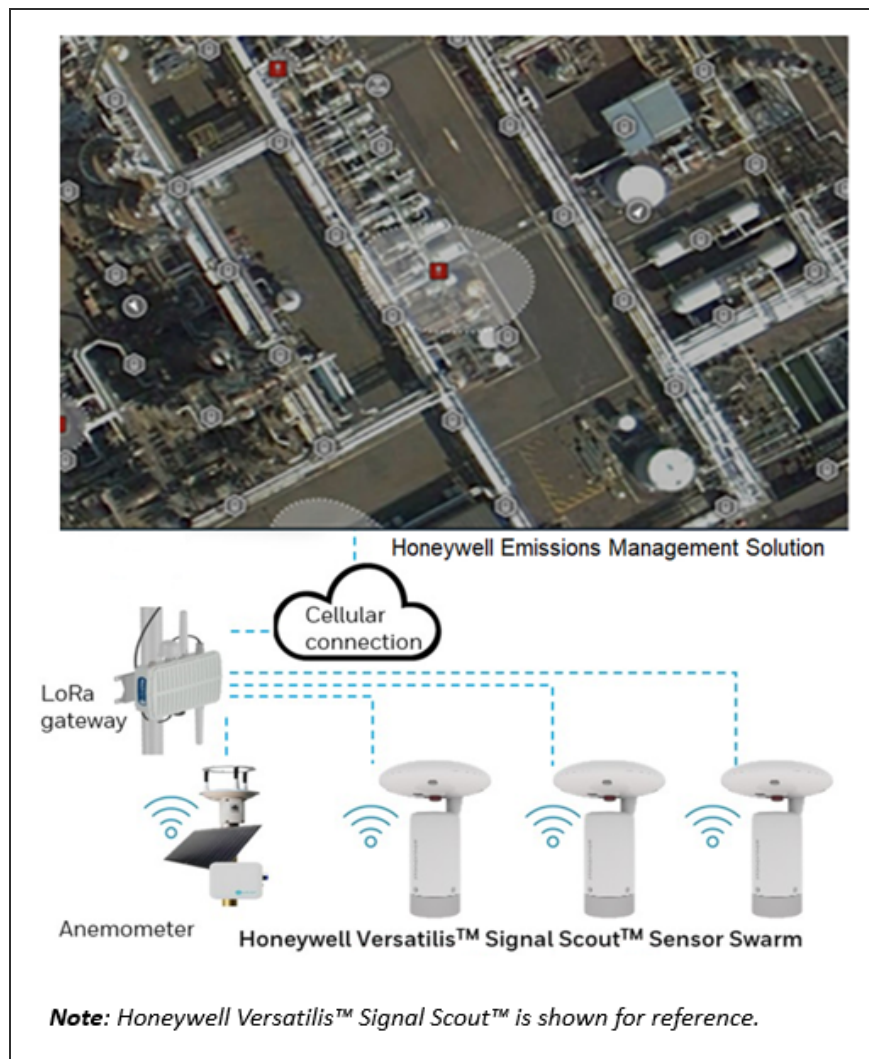 Honeywell Emissions Management Solution
Cellular
connection
LoRa
gateway
Anemometer
Honeywell Versatilis™ Signal Scout™ Sensor Swarm
Note: Honeywell Versatilis™ Signal Scout™ is shown for reference.